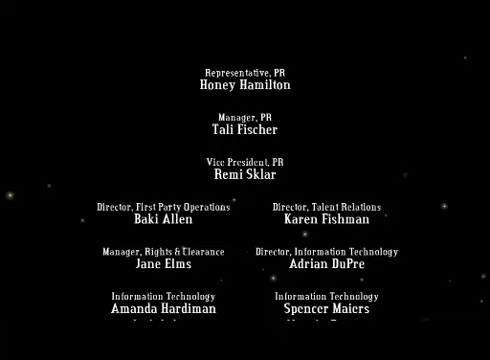 Representative, PR
Honey Hamilton
Manager, PR
Tali Fischer
Vice President, PR
Remi Sklar
Director, First Party Operations
Baki Allen
Director, Talent Relations
Karen Fishman
Manager, Rights & Clearance
Jane Elms
Director, Information Technology
Adrian DuPre
Information Technology
Amanda Hardiman
Information Technology
Spencer Maiers